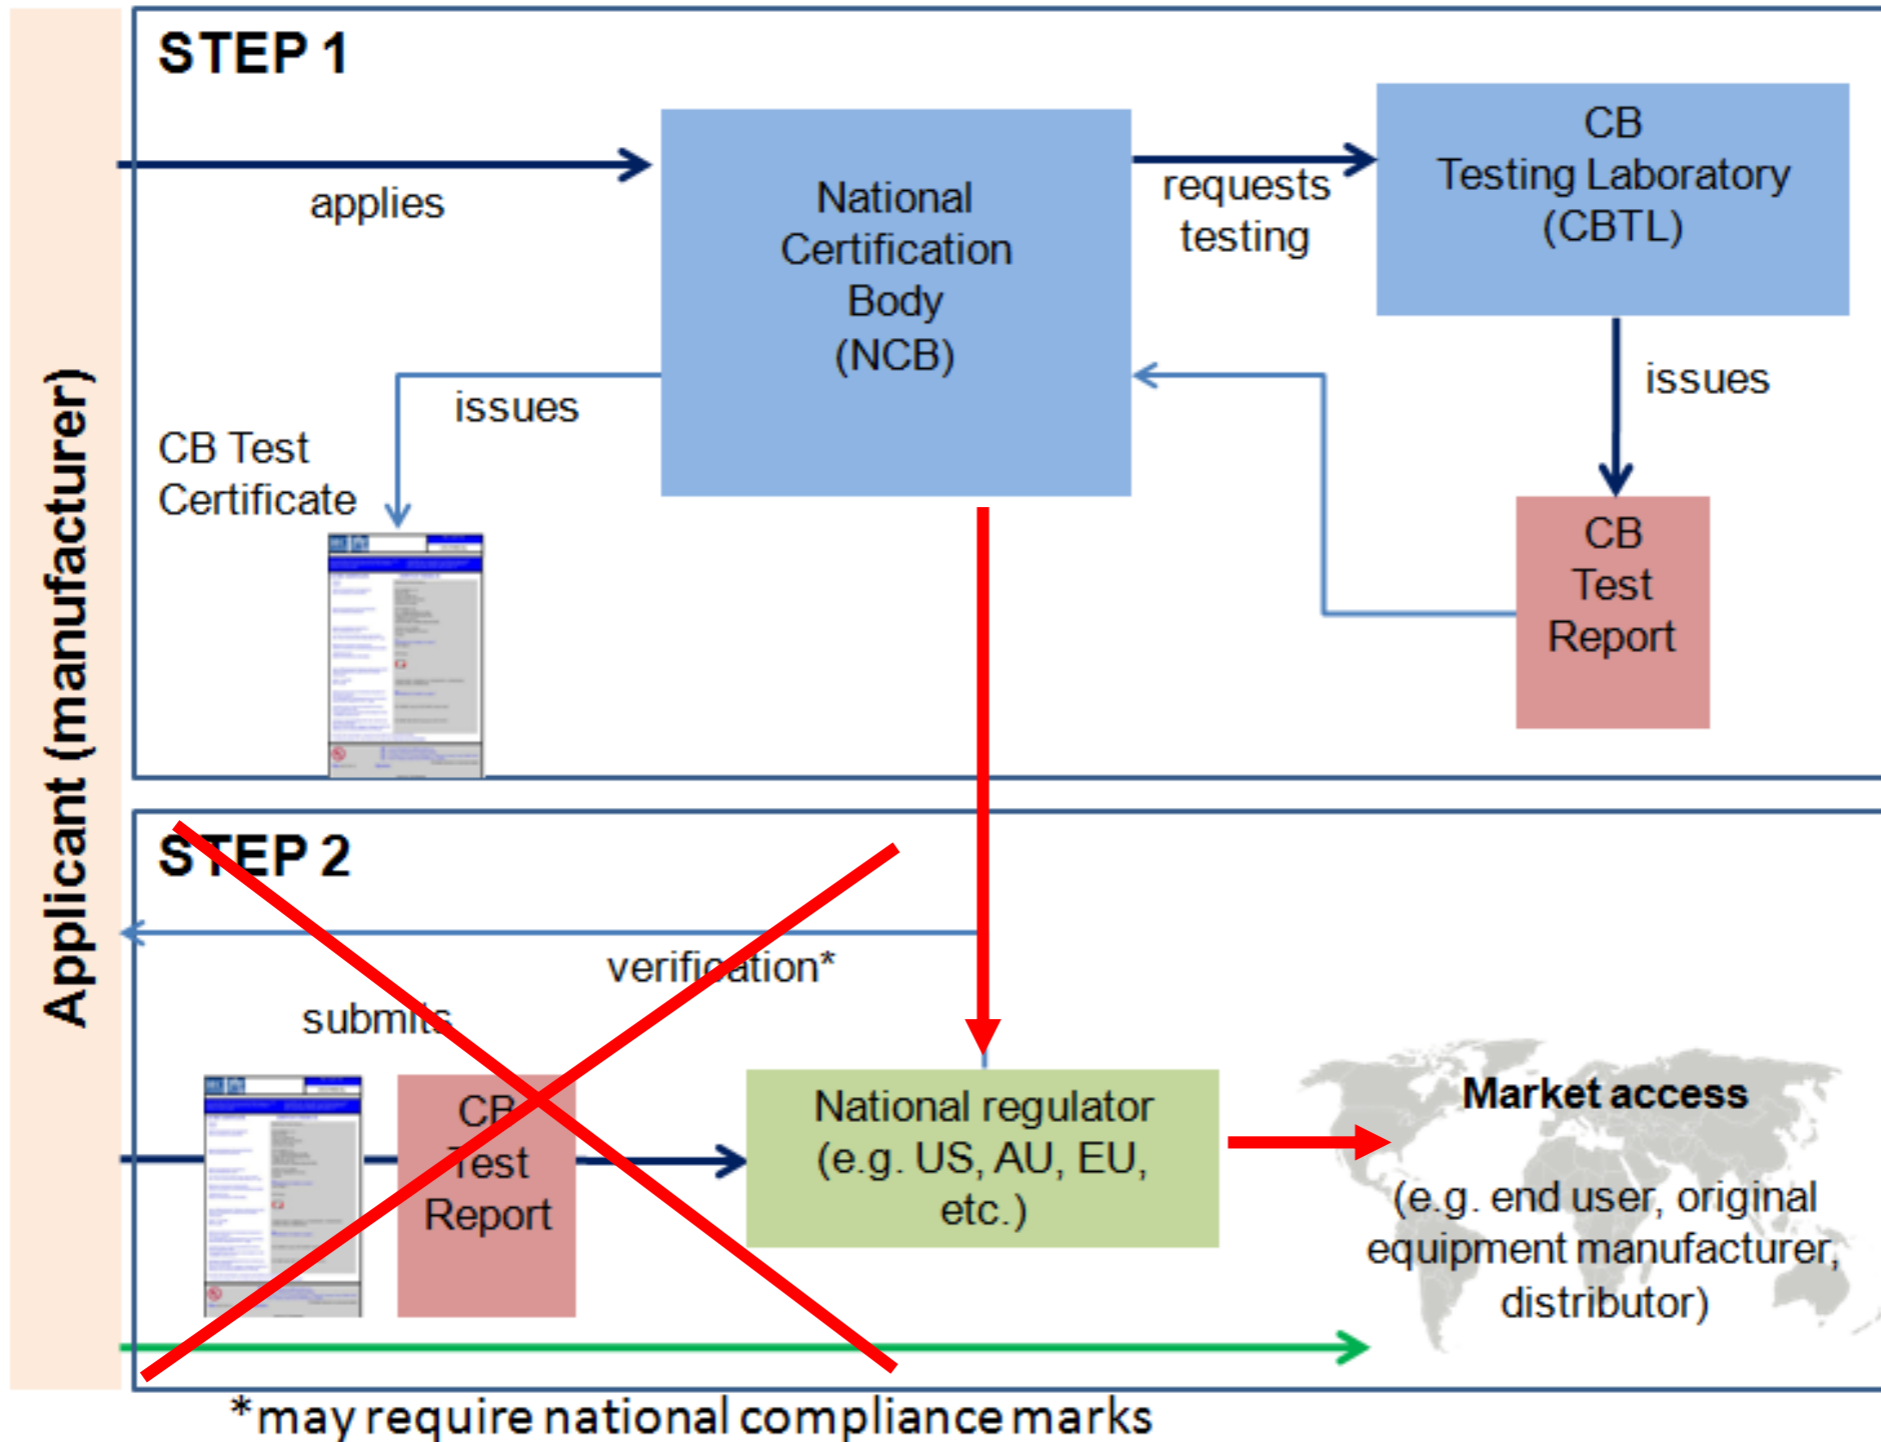 Applicant (manufacturer)
STEP 1
applies
National
Certification
Body
(NCB)
requests
testing
CB
Testing Laboratory
(CBTL)
issues
CB
Test
Report
issues
CB Test
Certificate
STEP 2
verification*
submits
CB
Test
Report
National regulator
(e.g. US, AU, EU,
etc.)
Market access
(e.g. end user, original
equipment manufacturer,
distributor)
*may require national compliance marks